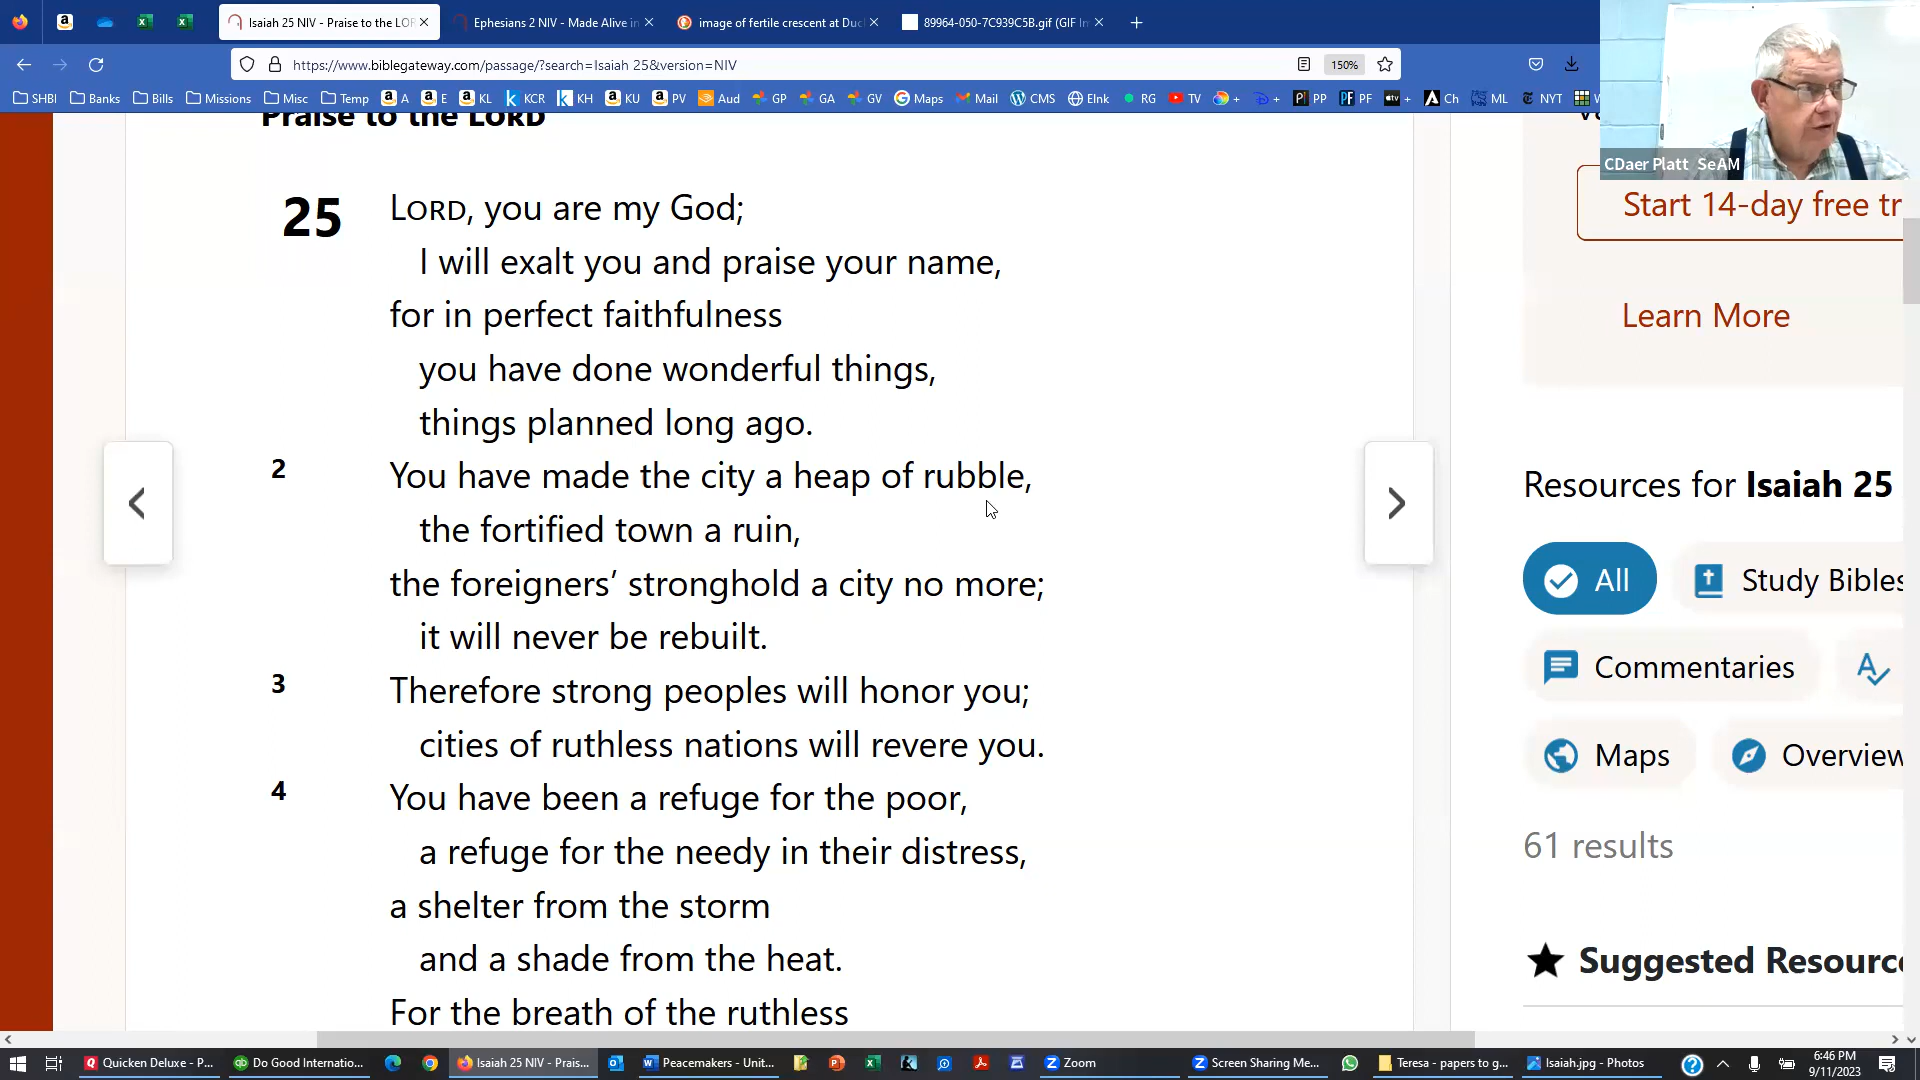 Isaiah 25 NIV - Praise to the LOR
Ephesians 2 NIV - Made Alive in
image of fertile crescent at Duc
89964-050-7C939C5B.gif (GIF Im
https://www.biblegateway.com/passage/?search=Isaiah 25&version=NIV
150%
SHBI Banks Bills Missions Misc Temp A E KL KCR KH KU PV Aud GP GA GV Maps Mail CMS EInk RG TV + + PP PF + Ch ML NYT
CDaer Platt SeAM
Praise to the LORD
25 LORD, you are my God;
I will exalt you and praise your name,
for in perfect faithfulness
you have done wonderful things,
things planned long ago.
2 You have made the city a heap of rubble,
the fortified town a ruin,
the foreigners’ stronghold a city no more;
it will never be rebuilt.
3 Therefore strong peoples will honor you;
cities of ruthless nations will revere you.
4 You have been a refuge for the poor,
a refuge for the needy in their distress,
a shelter from the storm
and a shade from the heat.
For the breath of the ruthless
Start 14-day free tr
Learn More
Resources for Isaiah 25
All
Study Bibles
Commentaries
Maps
Overview
61 results
Suggested Resourc
Quicken Deluxe - P...
Do Good Internatio...
Isaiah 25 NIV - Prais...
Peacemakers - Unit...
Zoom
Screen Sharing Me...
Teresa - papers to g...
Isaiah.jpg - Photos
6:46 PM
9/11/2023